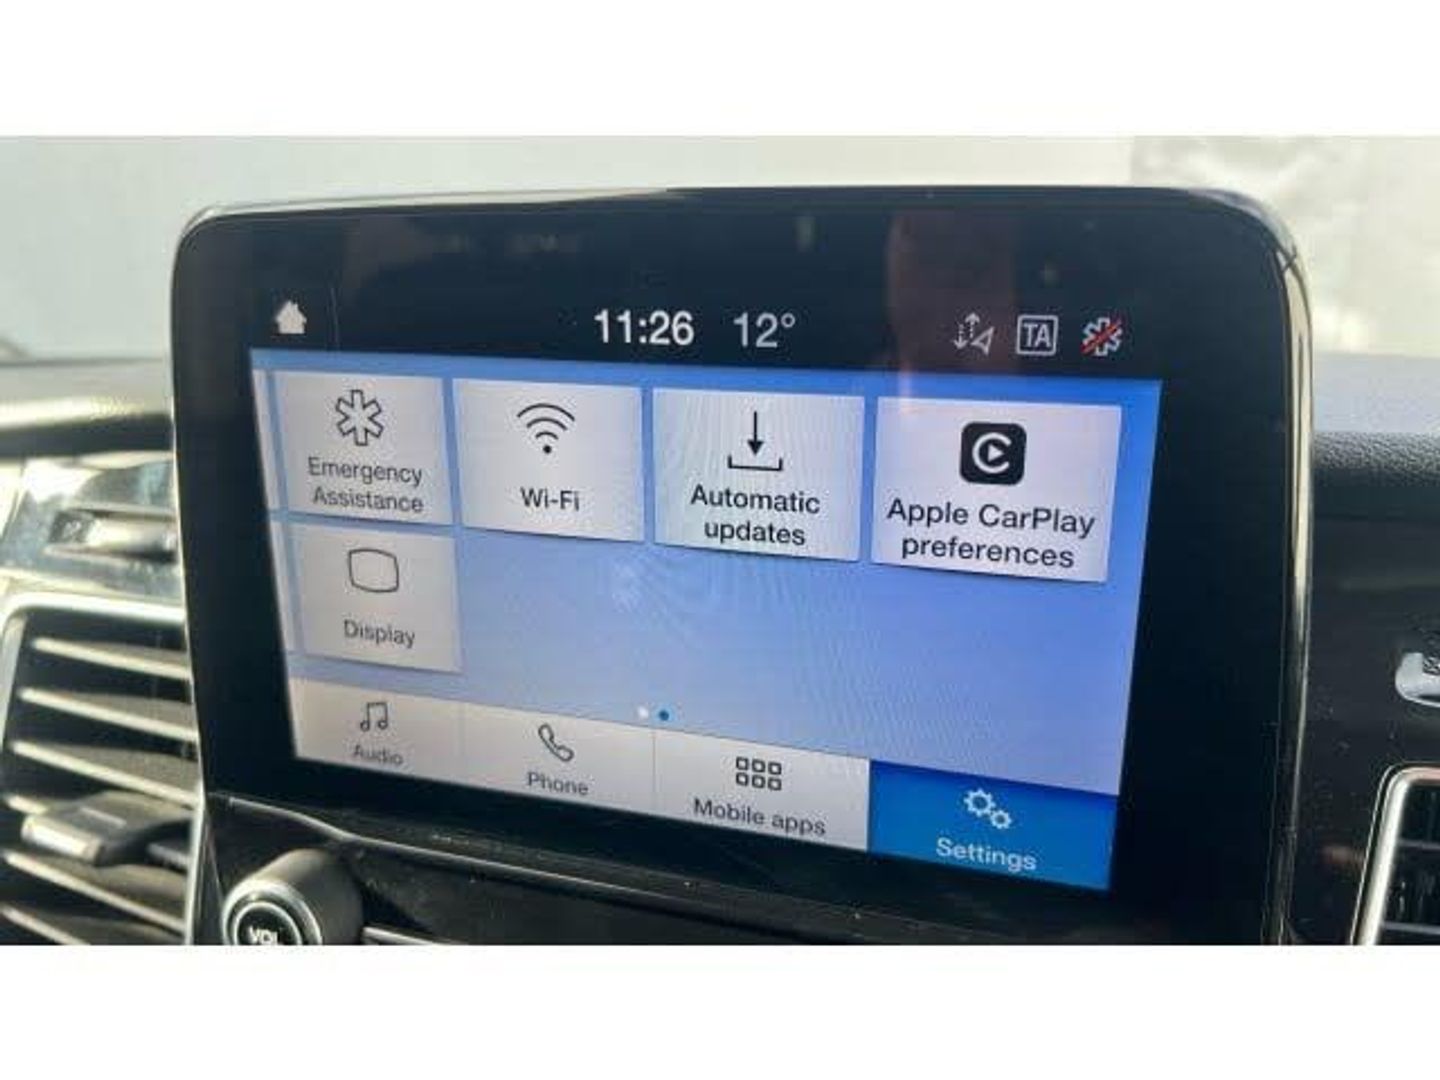 11:26 12° TA
Emergency
Assistance
Wi-Fi
Automatic
updates
Apple CarPlay
preferences
Display
Audio
Phone
Mobile apps
Settings
VOL